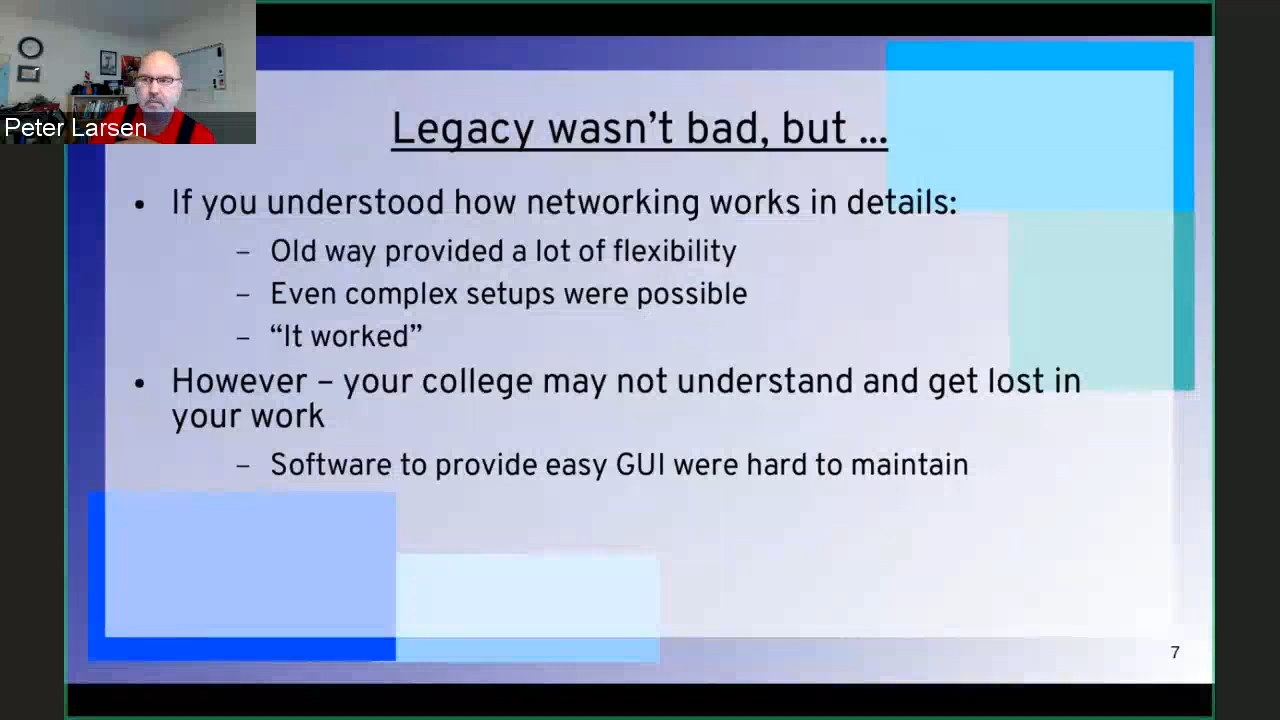 Peter Larsen
Legacy wasn't bad, but ...
• If you understood how networking works in details:
– Old way provided a lot of flexibility
– Even complex setups were possible
– “It worked”
• However – your college may not understand and get lost in
your work
– Software to provide easy GUI were hard to maintain
7